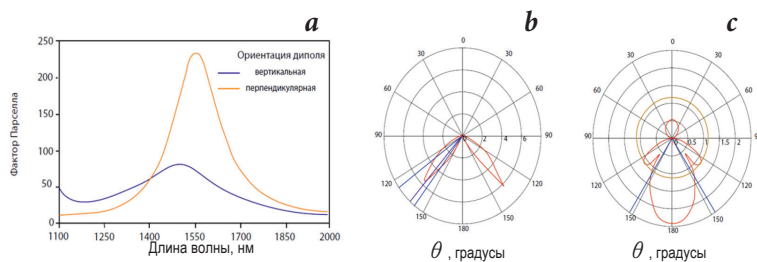 a
250
200
150
100
50
0
Фактор Парселла
Ориентация диполя
вертикальная
перпендикулярная
1100 1250 1400 1550 1700 1850 2000
Длина волны, нм
b
0
30 30
60 60
90 90
0 2 4 6
120 120
150 150
180
θ , градусы
c
0
30 30
60 60
90 90
0 0.5 1 1.5 2
120 120
150 150
180
θ , градусы